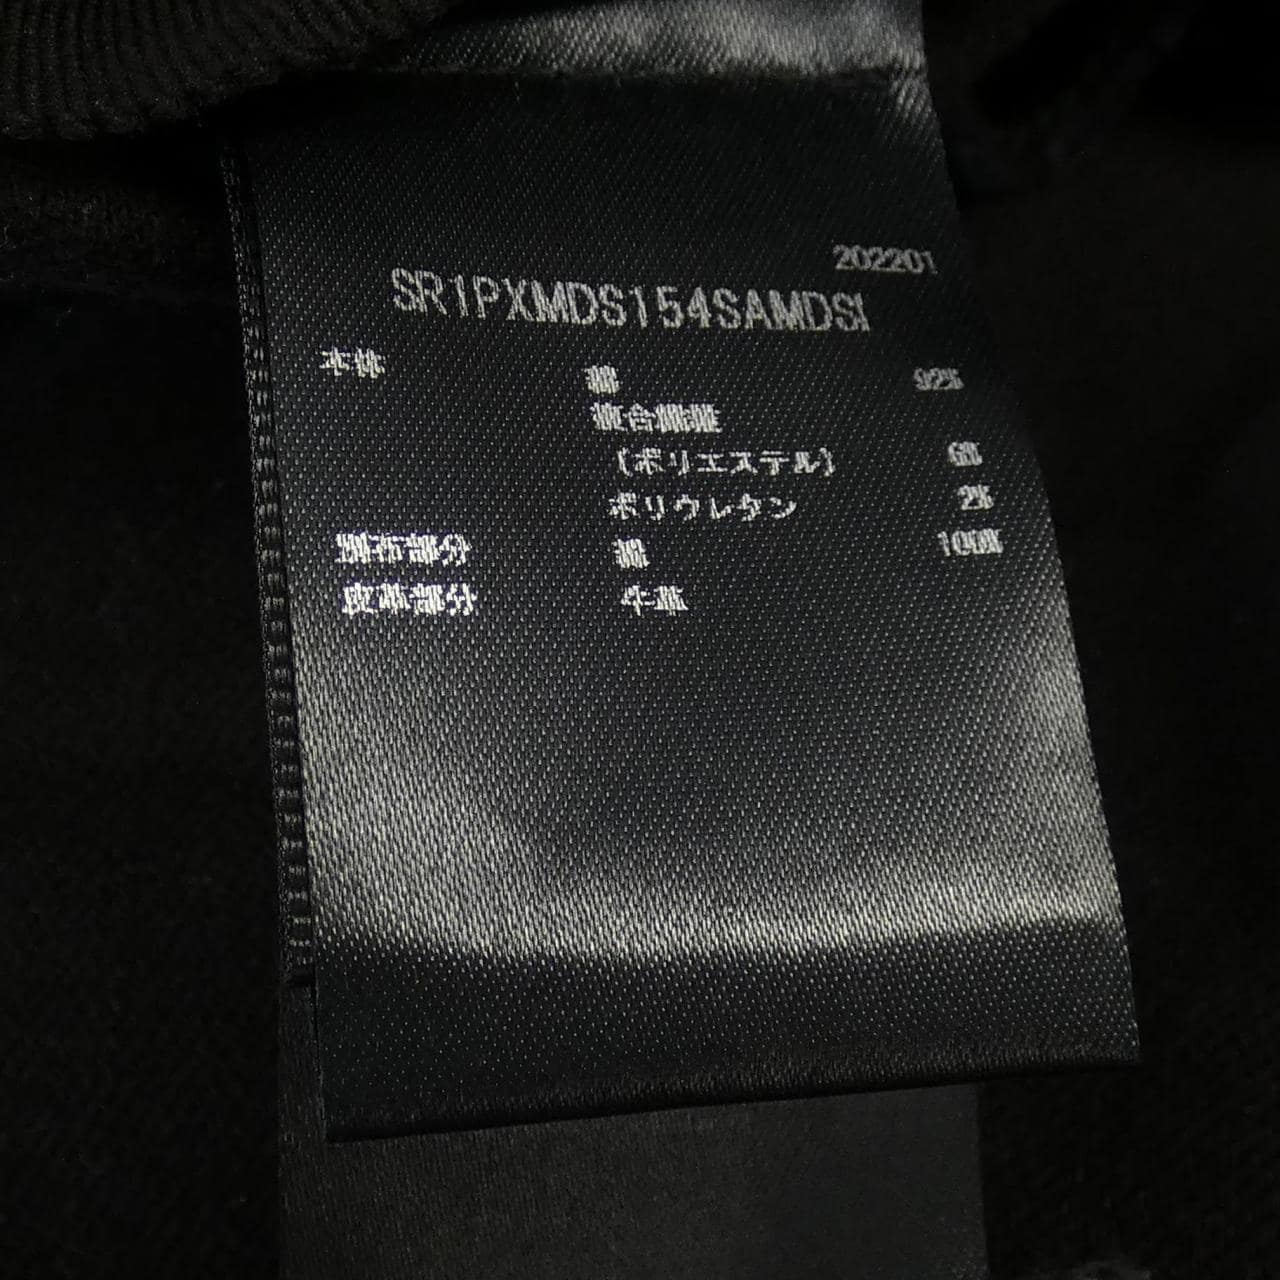 202201
SR1PXMDS154SAMDSI
本体 綿 92%
複合繊維
(ポリエステル) 6%
ポリウレタン 2%
別布部分 綿 100%
皮革部分 牛革